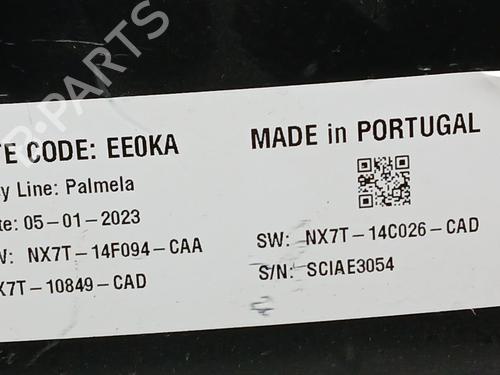 TE CODE: EE0KA
y Line: Palmela
te: 05-01-2023
W: NX7T-14F094-CAA
X7T-10849-CAD
MADE in PORTUGAL
SW: NX7T-14C026-CAD
S/N: SCIAE3054
B-PARTS